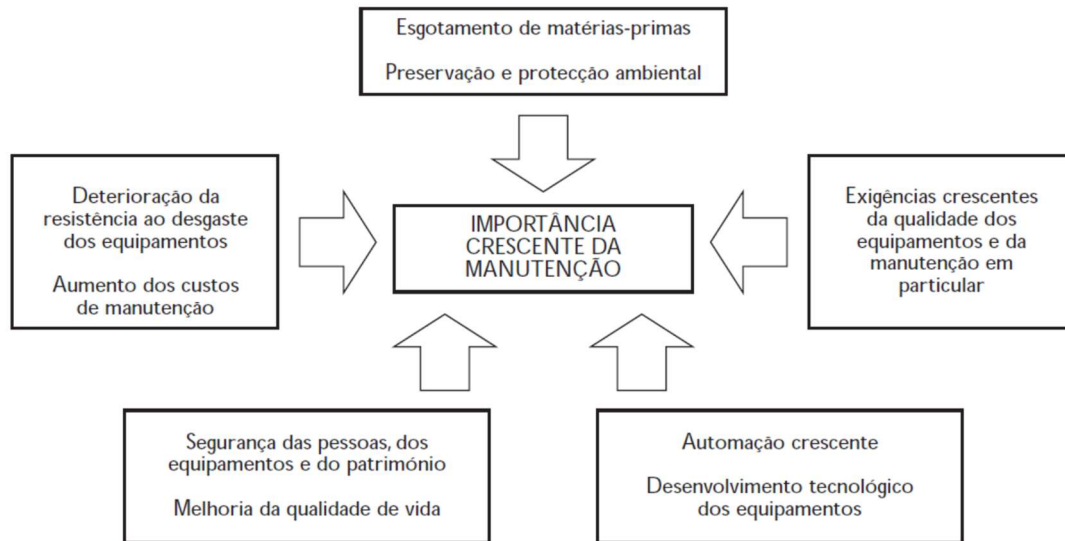 Esgotamento de matérias-primas
Preservação e protecção ambiental
Deterioração da
resistência ao desgaste
dos equipamentos
Aumento dos custos
de manutenção
IMPORTÂNCIA
CRESCENTE DA
MANUTENÇÃO
Exigências crescentes
da qualidade dos
equipamentos e da
manutenção em
particular
Segurança das pessoas, dos
equipamentos e do património
Melhoria da qualidade de vida
Automação crescente
Desenvolvimento tecnológico
dos equipamentos